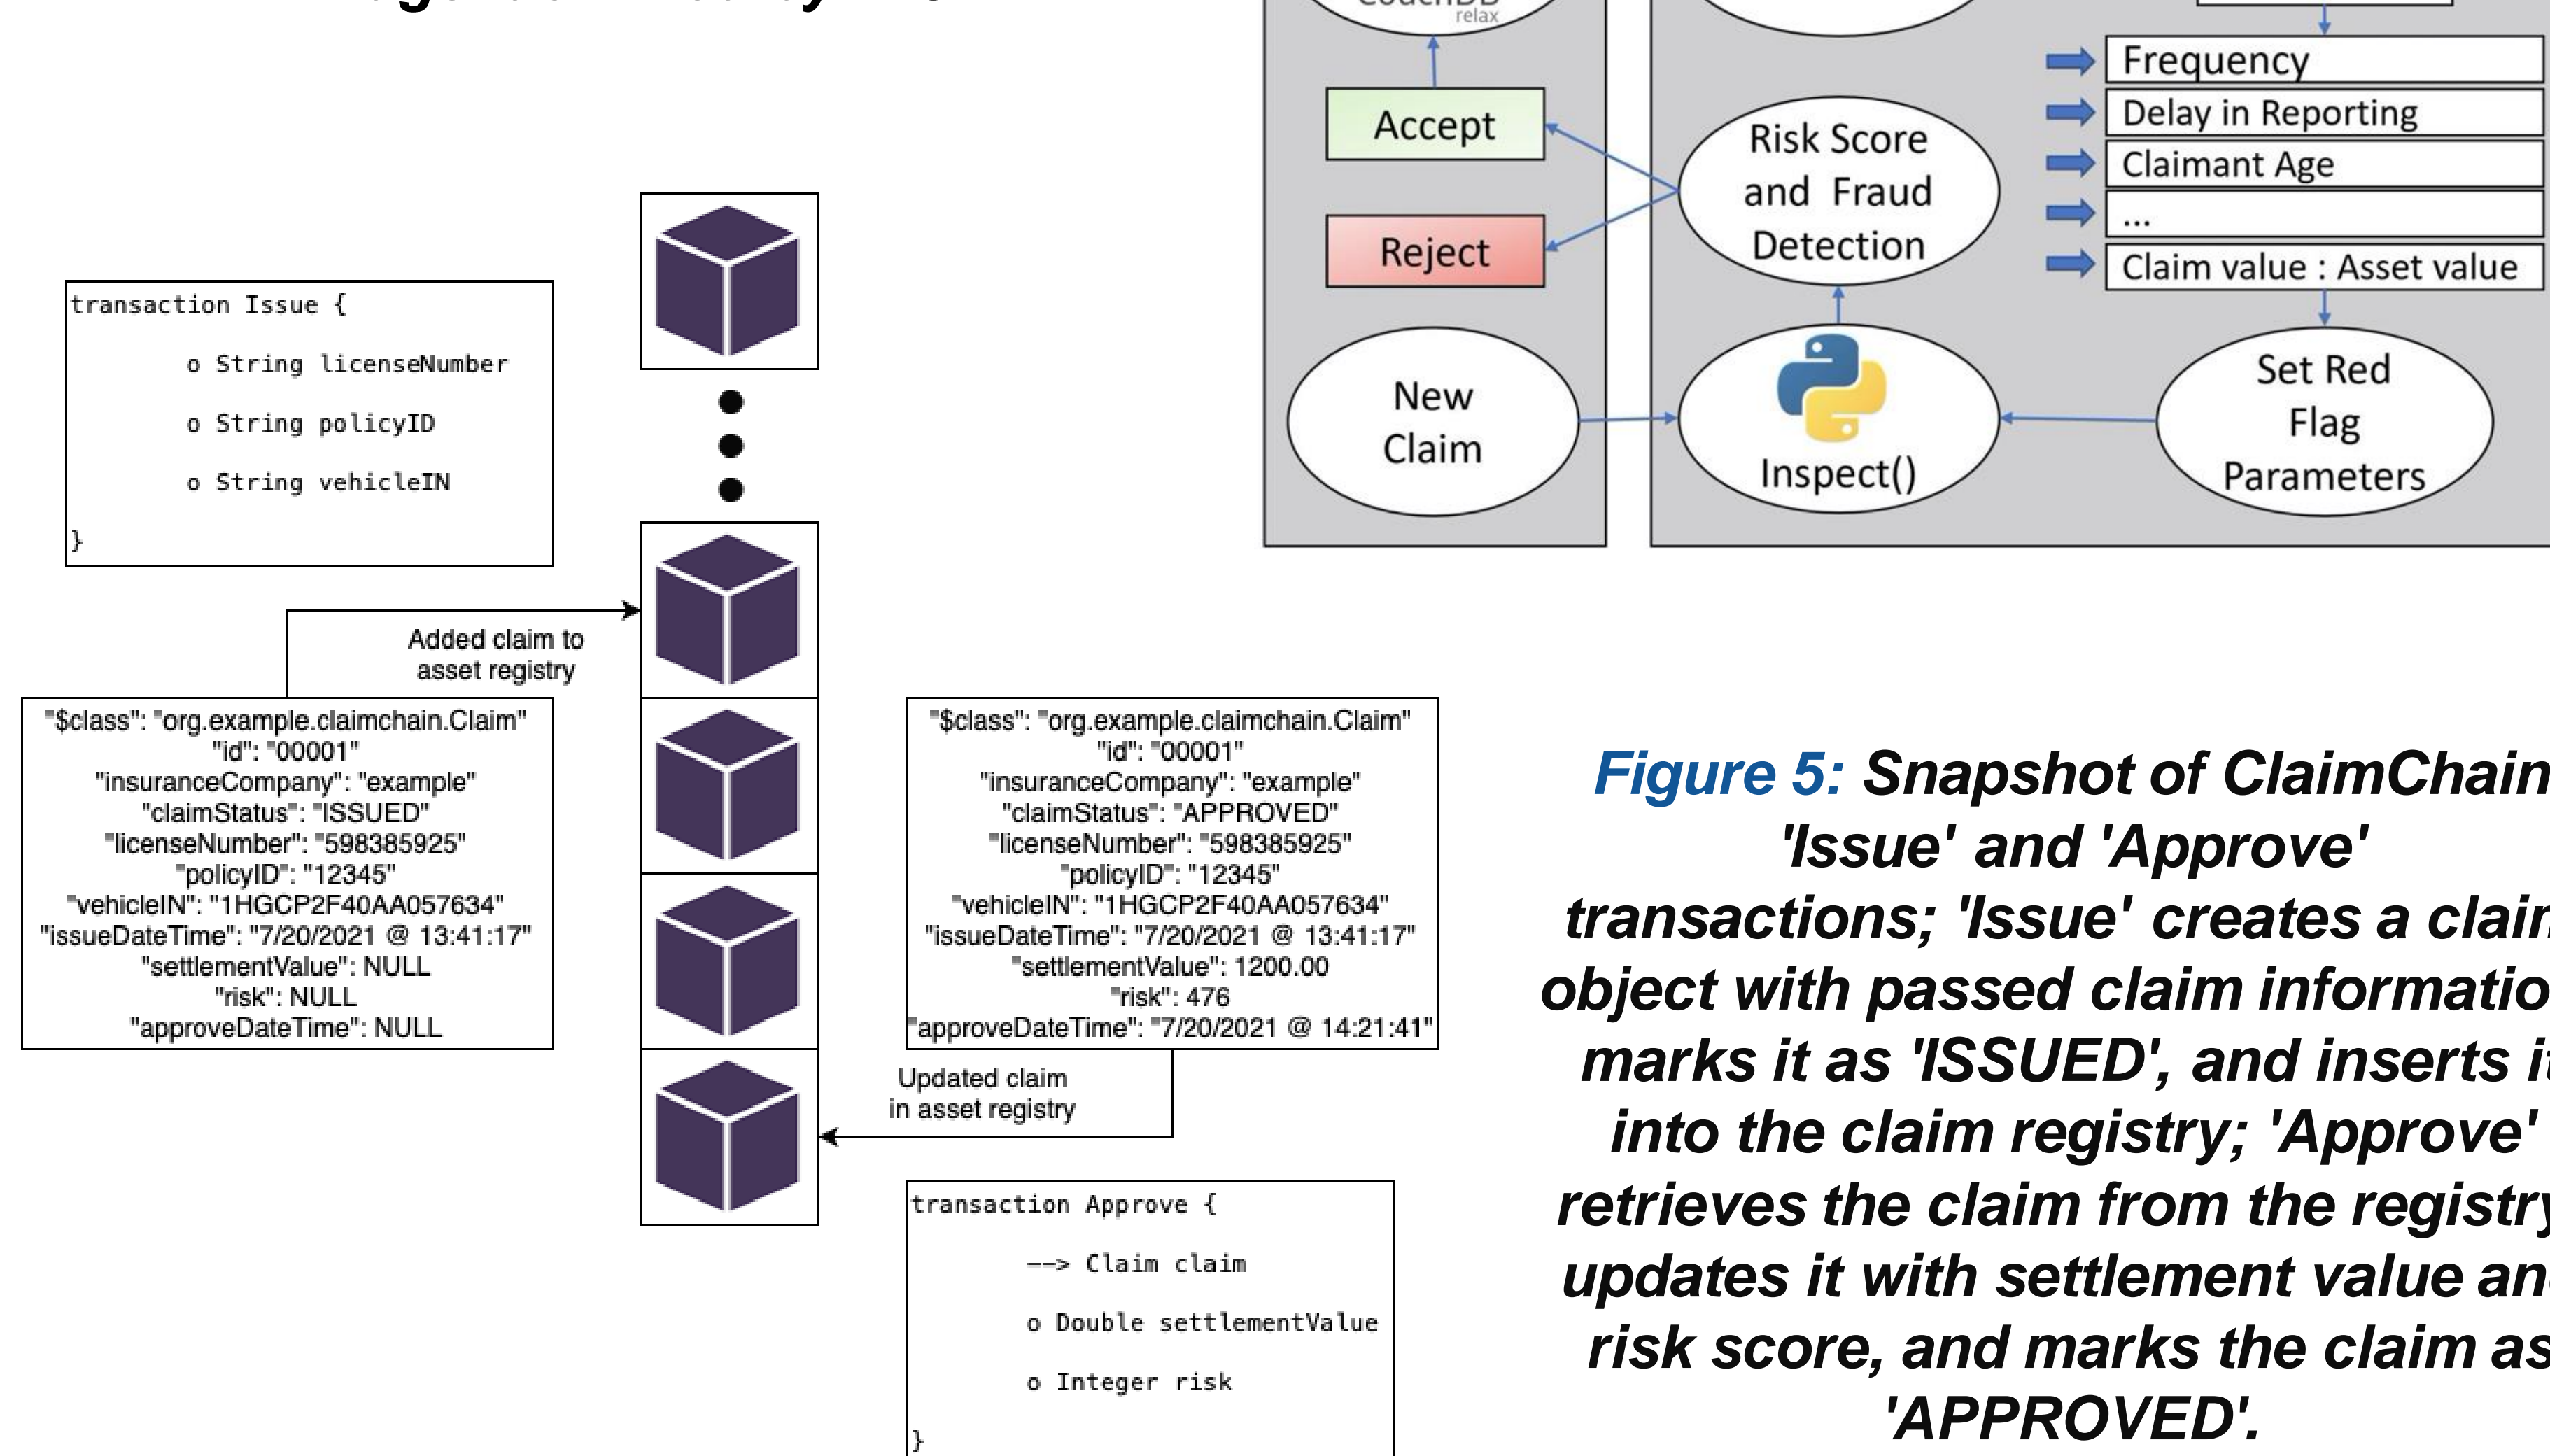 CouchDB
relax
Accept
Reject
New
Claim
Risk Score
and Fraud
Detection
Inspect()
Frequency
Delay in Reporting
Claimant Age
...
Claim value : Asset value
Set Red
Flag
Parameters
transaction Issue {
o String licenseNumber
o String policyID
o String vehicleIN
}
Added claim to
asset registry
"$class": "org.example.claimchain.Claim"
"id": "00001"
"insuranceCompany": "example"
"claimStatus": "ISSUED"
"licenseNumber": "598385925"
"policyID": "12345"
"vehicleIN": "1HGCP2F40AA057634"
"issueDateTime": "7/20/2021 @ 13:41:17"
"settlementValue": NULL
"risk": NULL
"approveDateTime": NULL
"$class": "org.example.claimchain.Claim"
"id": "00001"
"insuranceCompany": "example"
"claimStatus": "APPROVED"
"licenseNumber": "598385925"
"policyID": "12345"
"vehicleIN": "1HGCP2F40AA057634"
"issueDateTime": "7/20/2021 @ 13:41:17"
"settlementValue": 1200.00
"risk": 476
"approveDateTime": "7/20/2021 @ 14:21:41"
Updated claim
in asset registry
transaction Approve {
--> Claim claim
o Double settlementValue
o Integer risk
}
Figure 5: Snapshot of ClaimChain
'Issue' and 'Approve'
transactions; 'Issue' creates a claim
object with passed claim informatio
marks it as 'ISSUED', and inserts it
into the claim registry; 'Approve'
retrieves the claim from the registry
updates it with settlement value an
risk score, and marks the claim as
'APPROVED'.